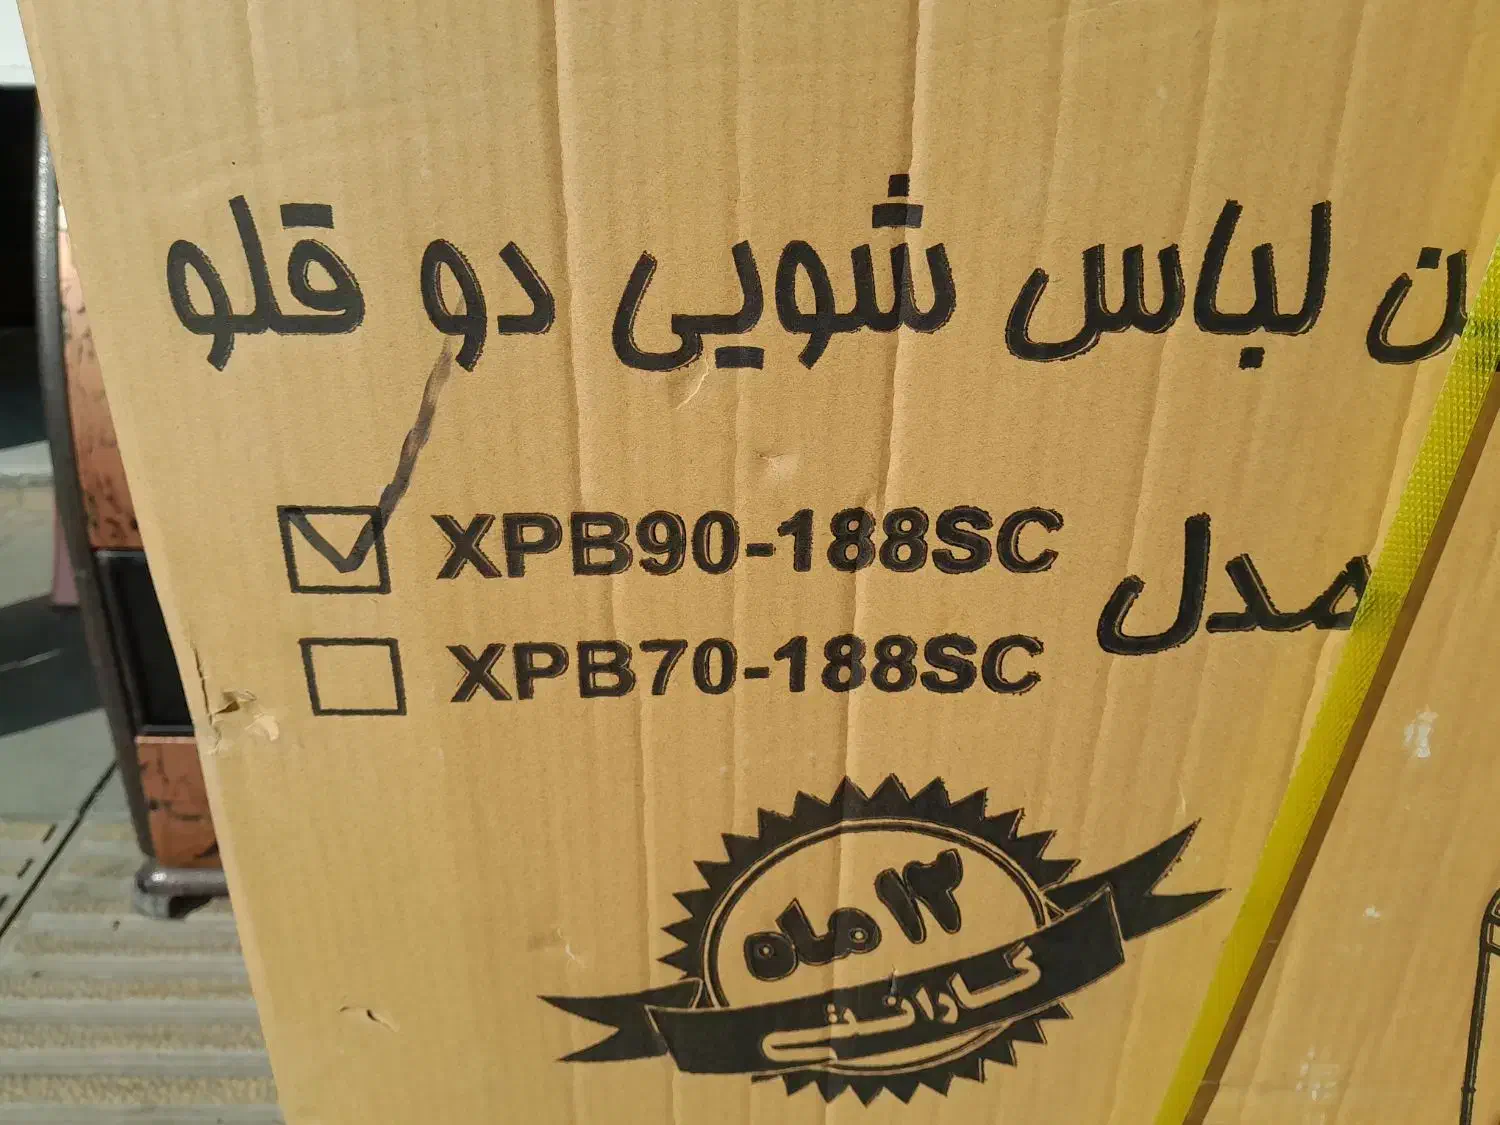 ن لباس شویی دو قلو
مدل
XPB90-188SC
XPB70-188SC
۱۲ ماه
گارانتی